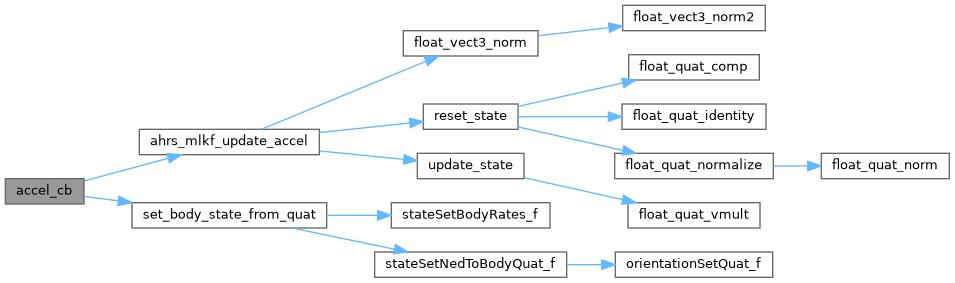 float_vect3_norm2
float_vect3_norm
float_quat_comp
reset_state
float_quat_identity
ahrs_mlkf_update_accel
update_state
float_quat_normalize
float_quat_norm
accel_cb
set_body_state_from_quat
stateSetBodyRates_f
float_quat_vmult
stateSetNedToBodyQuat_f
orientationSetQuat_f